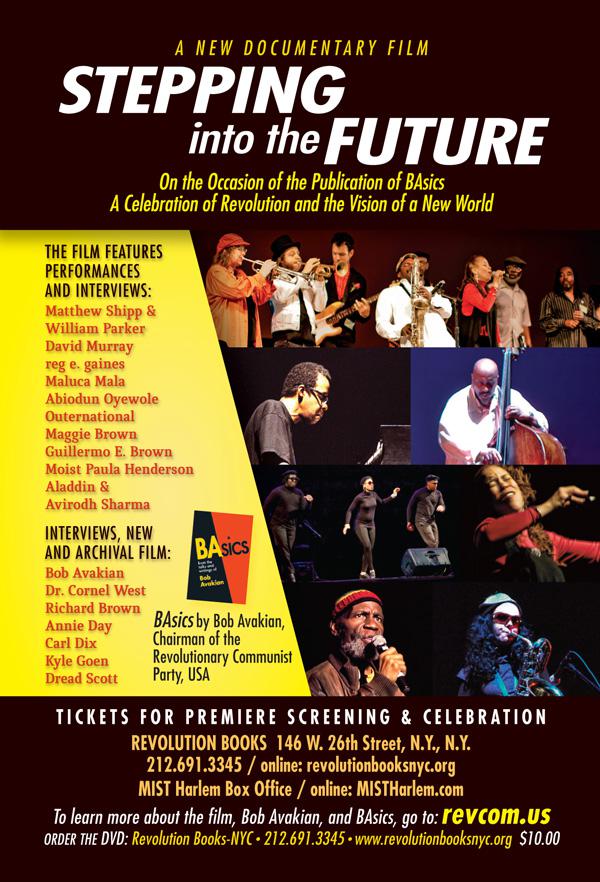 A NEW DOCUMENTARY FILM
STEPPING
into the FUTURE
On the Occasion of the Publication of BAsics
A Celebration of Revolution and the Vision of a New World
THE FILM FEATURES
PERFORMANCES
AND INTERVIEWS:
Matthew Shipp &
William Parker
David Murray
reg e. gaines
Maluca Mala
Abiodun Oyewole
Outernational
Maggie Brown
Guillermo E. Brown
Moist Paula Henderson
Aladdin &
Avirodh Sharma
INTERVIEWS, NEW
AND ARCHIVAL FILM:
Bob Avakian
Dr. Cornel West
Richard Brown
Annie Day
Carl Dix
Kyle Goen
Dread Scott
BAsics
from the
talks and
writings of
Bob
Avakian
BAsics by Bob Avakian,
Chairman of the
Revolutionary Communist
Party, USA
TICKETS FOR PREMIERE SCREENING & CELEBRATION
REVOLUTION BOOKS 146 W. 26th Street, N.Y., N.Y.
212.691.3345 / online: revolutionbooksnyc.org
MIST Harlem Box Office / online: MISTHarlem.com
To learn more about the film, Bob Avakian, and BAsics, go to: revcom.us
ORDER THE DVD: Revolution Books-NYC • 212.691.3345 • www.revolutionbooksnyc.org $10.00